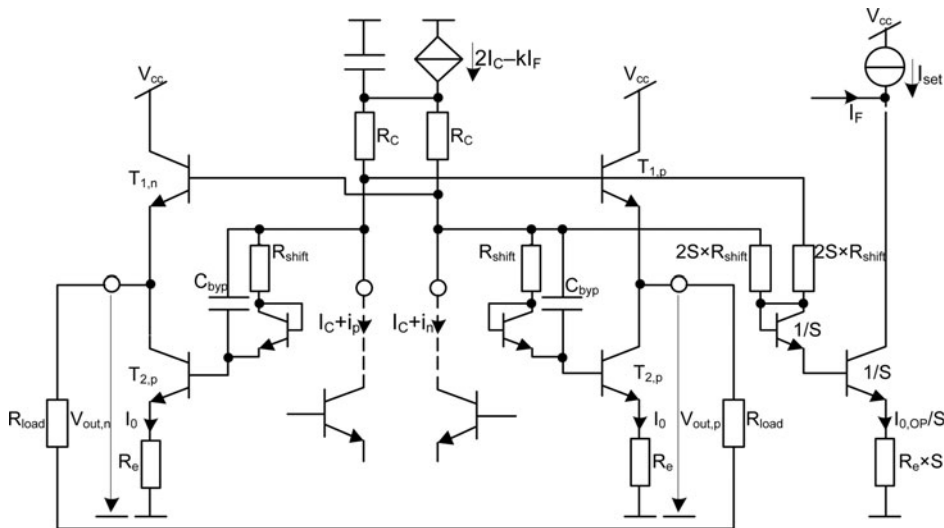 V_cc
2I_C–kI_F
V_cc
V_cc
I_set
I_F
R_C
R_C
T_1,n
T_1,p
R_shift
R_shift
2S×R_shift
2S×R_shift
C_byp
C_byp
I_C+i_p
I_C+i_n
1/S
1/S
T_2,p
T_2,p
R_load
V_out,n
I_0
I_0
V_out,p
R_load
I_0,OP/S
R_e
R_e
R_e×S